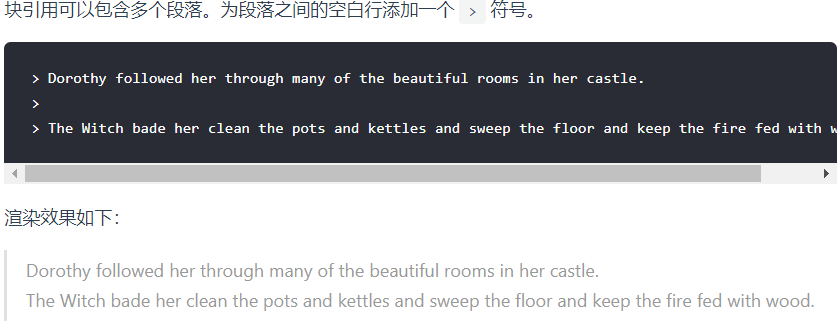 块引用可以包含多个段落。为段落之间的空白行添加一个 > 符号。
> Dorothy followed her through many of the beautiful rooms in her castle.
>
> The Witch bade her clean the pots and kettles and sweep the floor and keep the fire fed with w
渲染效果如下：
Dorothy followed her through many of the beautiful rooms in her castle.
The Witch bade her clean the pots and kettles and sweep the floor and keep the fire fed with wood.